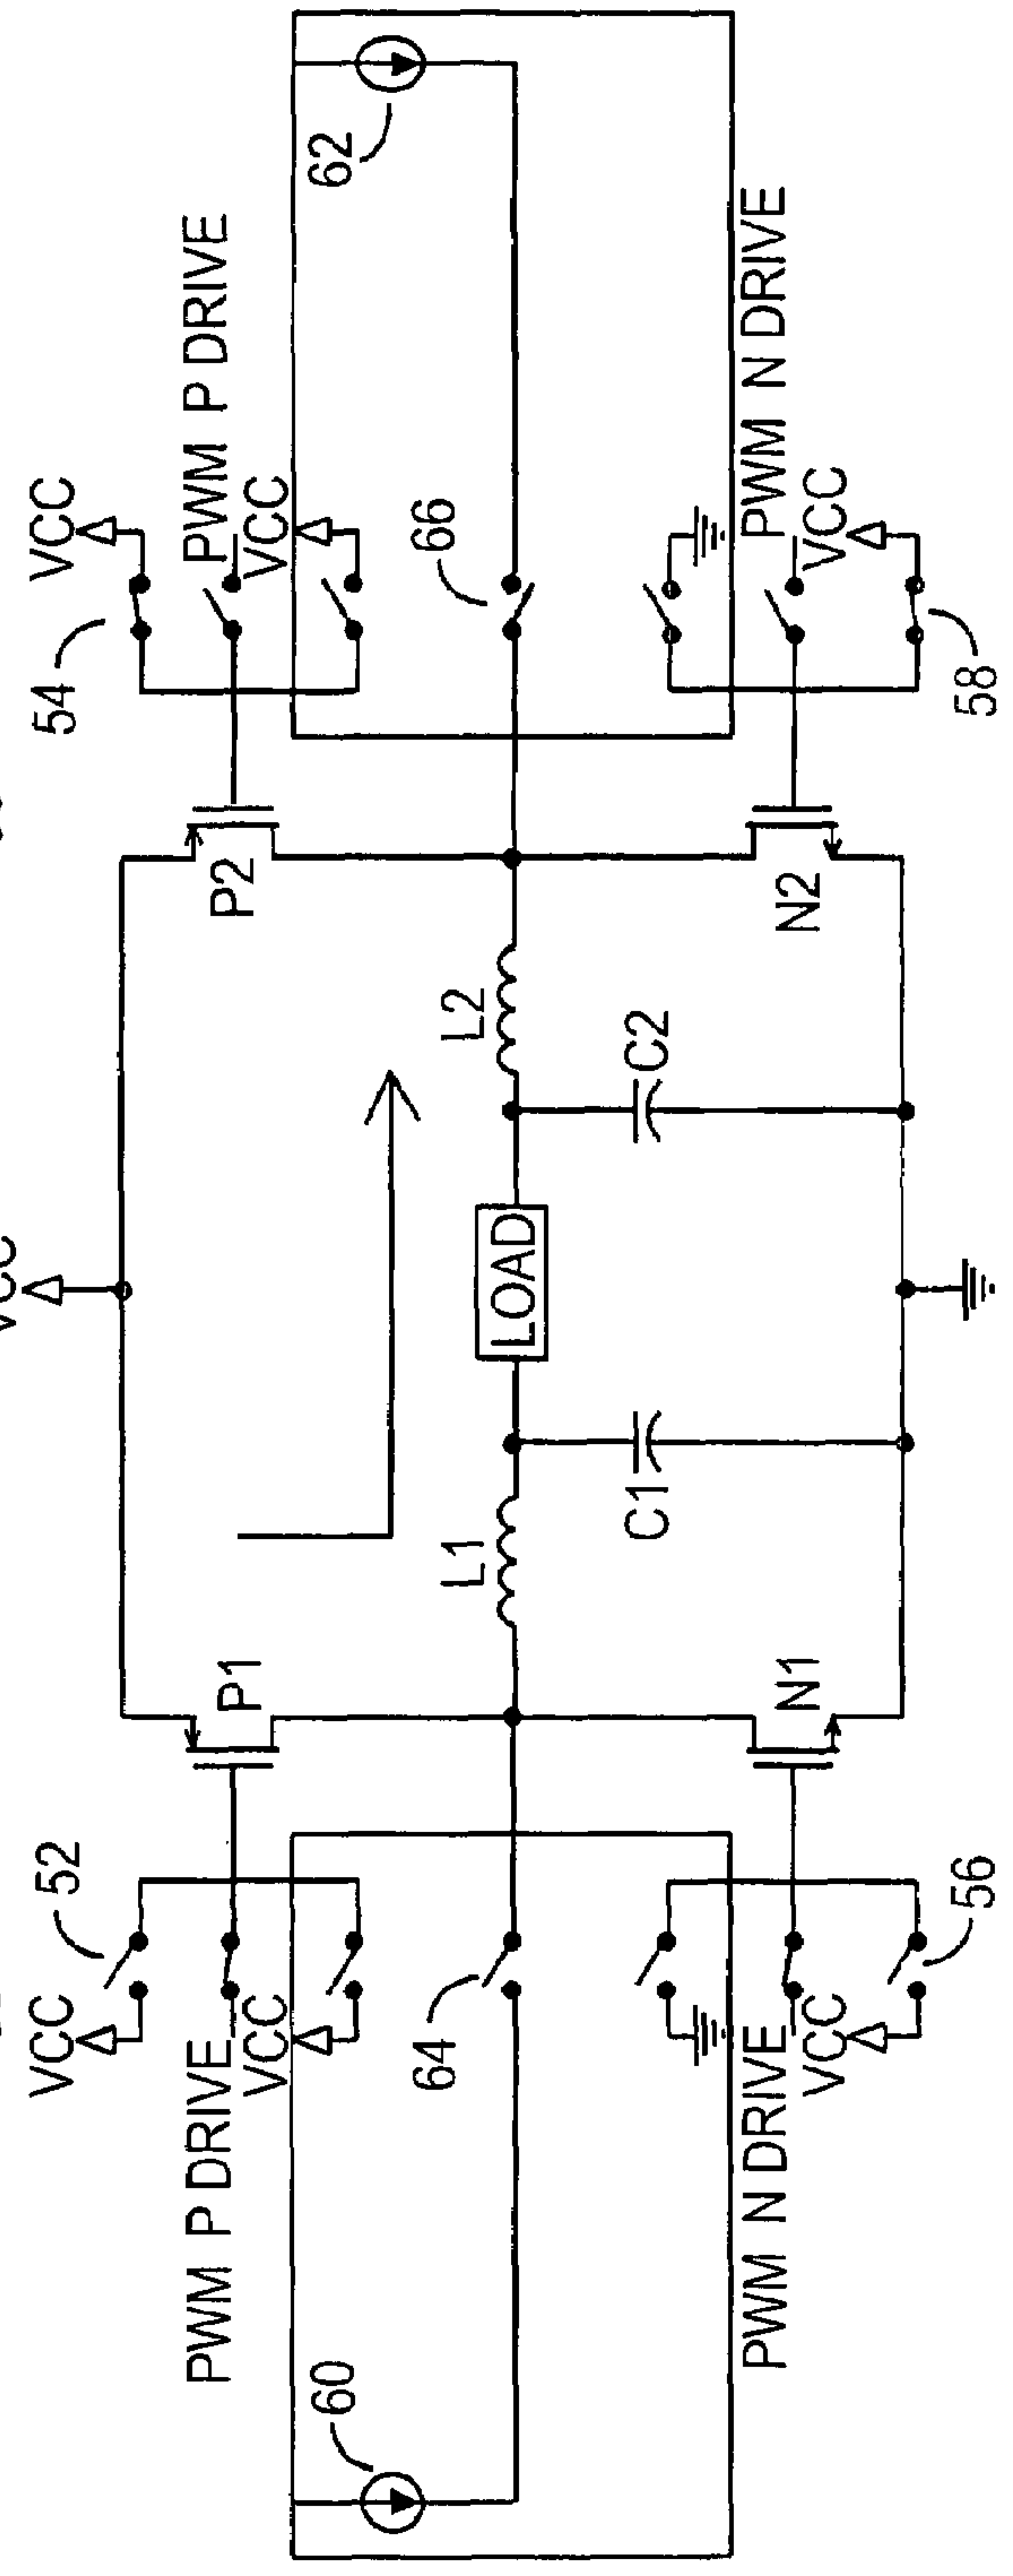 VCC
VCC
52
54
VCC
PWM P DRIVE
P1
P2
PWM P DRIVE
VCC
VCC
60
62
64
L1
L2
66
LOAD
C1
C2
PWM N DRIVE
N1
N2
PWM N DRIVE
VCC
VCC
56
58